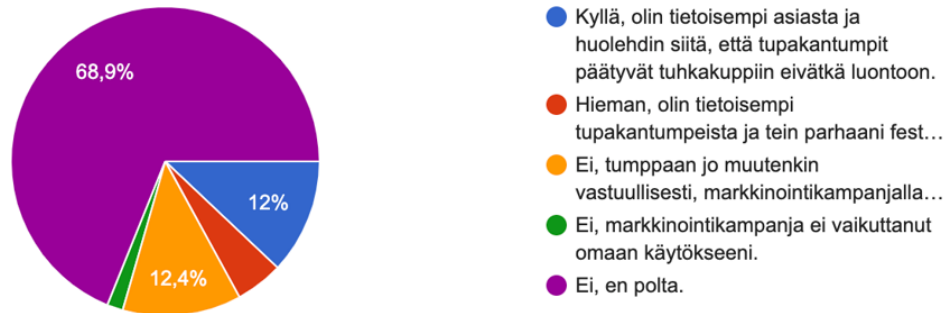 68,9%
12%
12,4%
Kyllä, olin tietoisempi asiasta ja
huolehdin siitä, että tupakantumpit
päätyvät tuhkakuppiin eivätkä luontoon.
Hieman, olin tietoisempi
tupakantumpeista ja tein parhaani fest…
Ei, tumppaan jo muutenkin
vastuullisesti, markkinointikampanjalla…
Ei, markkinointikampanja ei vaikuttanut
omaan käytökseeni.
Ei, en polta.